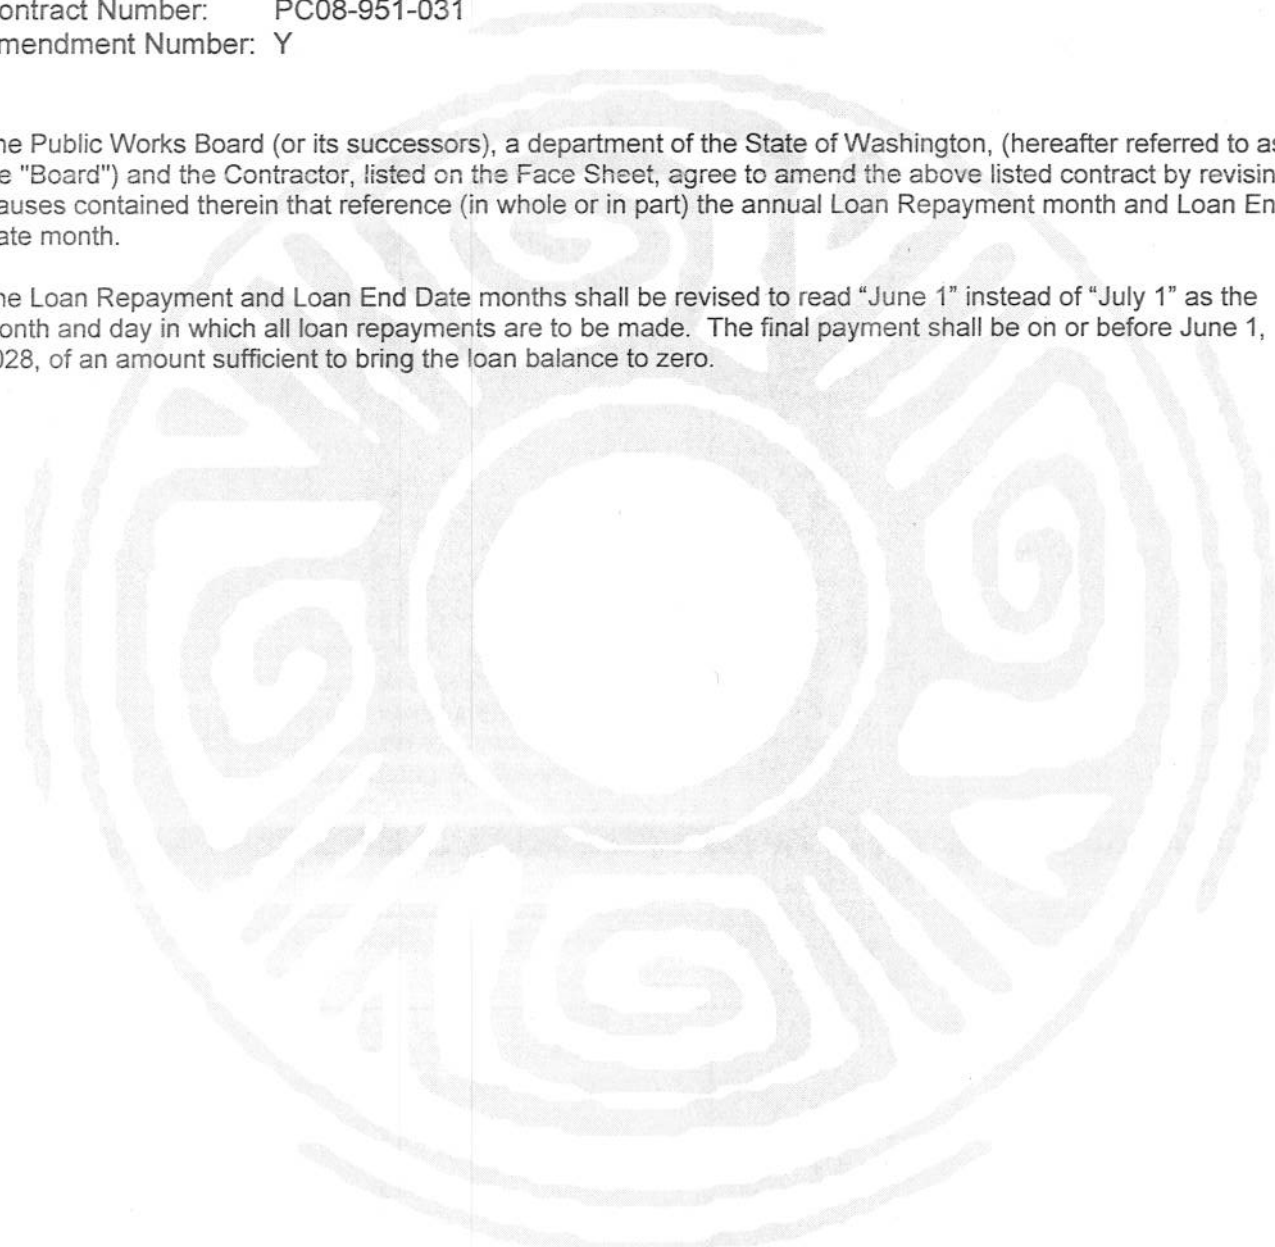 ontract Number: PC08-951-031
mendment Number: Y
ne Public Works Board (or its successors), a department of the State of Washington, (hereafter referred to as
e "Board") and the Contractor, listed on the Face Sheet, agree to amend the above listed contract by revisin
auses contained therein that reference (in whole or in part) the annual Loan Repayment month and Loan En
ate month.
ne Loan Repayment and Loan End Date months shall be revised to read “June 1” instead of “July 1” as the
onth and day in which all loan repayments are to be made. The final payment shall be on or before June 1,
028, of an amount sufficient to bring the loan balance to zero.